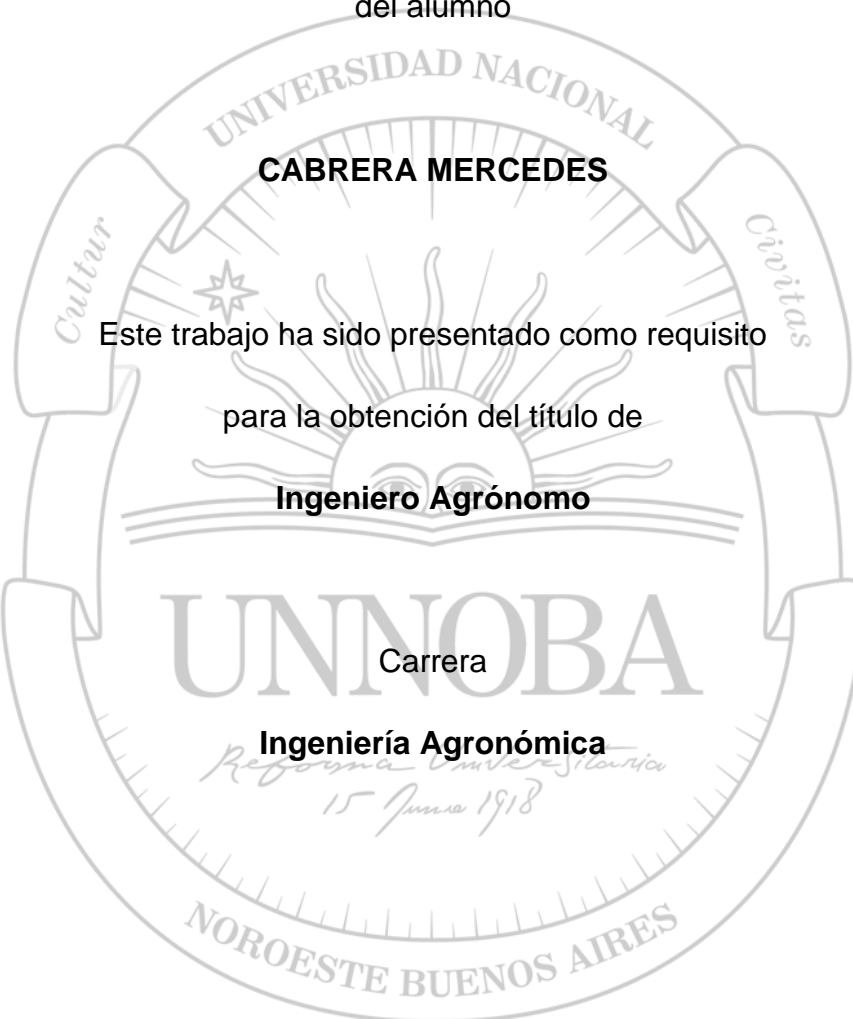 del alumno
UNIVERSIDAD NACIONAL
CABRERA MERCEDES
Cultur
Civitas
Este trabajo ha sido presentado como requisito
para la obtención del título de
Ingeniero Agrónomo
UNNOBA
Carrera
Ingeniería Agronómica
Reforma Universitaria
15 Junio 1918
NOROESTE BUENOS AIRES